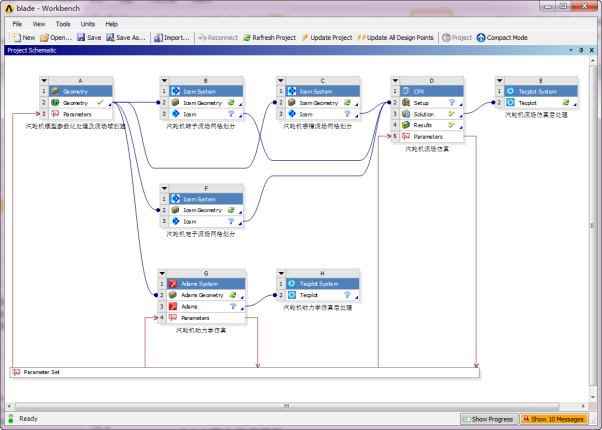 blade - Workbench
File View Tools Units Help
New Open... Save Save As... Import... Reconnect Refresh Project Update Project Update All Design Points Project Compact Mode
Project Schematic
A
1 Geometry
2 Geometry
3 Parameters
汽轮机模型参数化处理及流场域创建
B
1 Icem System
2 Icem Geometry
3 Icem
汽轮机转子流场网格划分
C
1 Icem System
2 Icem Geometry
3 Icem
汽轮机喷嘴流场网格划分
D
1 CFX
2 Setup
3 Solution
4 Results
5 Parameters
汽轮机流场仿真
E
1 Tecplot System
2 Tecplot
汽轮机流场仿真后处理
F
1 Icem System
2 Icem Geometry
3 Icem
汽轮机定子流场网格划分
G
1 Adams System
2 Adams Geometry
3 Adams
4 Parameters
汽轮机动力学仿真
H
1 Tecplot System
2 Tecplot
汽轮机动力学仿真后处理
Parameter Set
Ready
Show Progress
Show 10 Messages